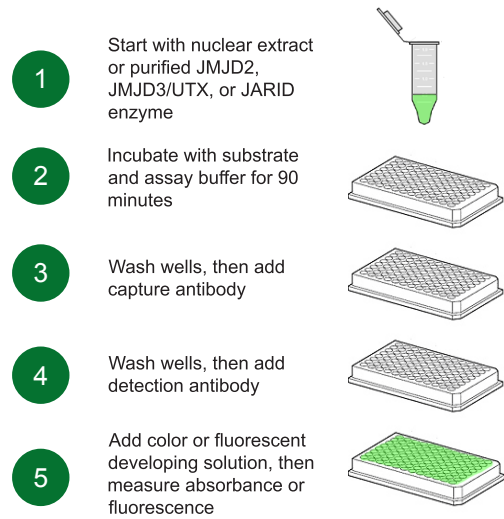 1
Start with nuclear extract
or purified JMJD2,
JMJD3/UTX, or JARID
enzyme
2
Incubate with substrate
and assay buffer for 90
minutes
3
Wash wells, then add
capture antibody
4
Wash wells, then add
detection antibody
5
Add color or fluorescent
developing solution, then
measure absorbance or
fluorescence